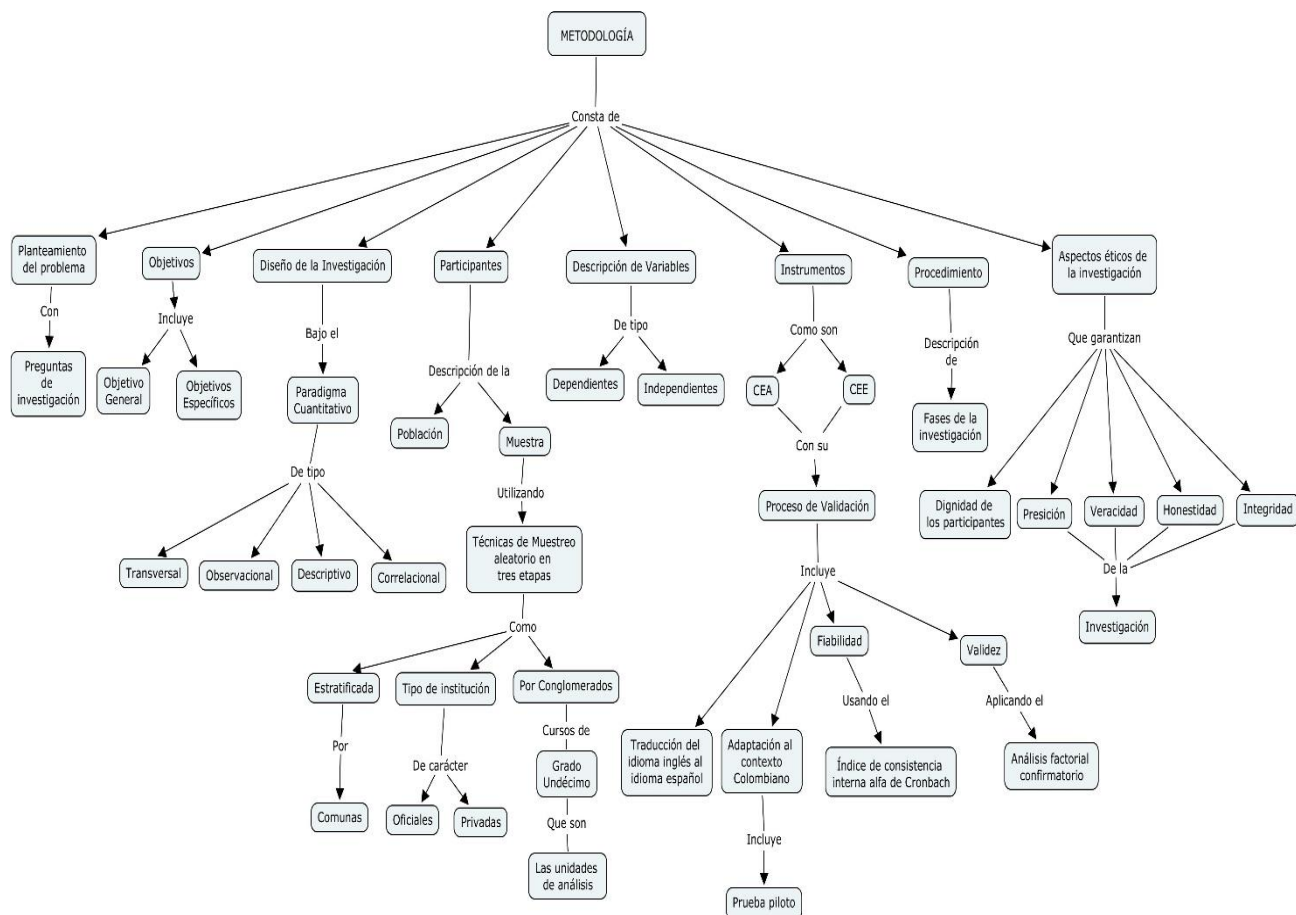 METODOLOGÍA
Consta de
Planteamiento
del problema
Con
Preguntas
de
investigación
Objetivos
Incluye
Objetivo
General
Objetivos
Específicos
Diseño de la Investigación
Bajo el
Paradigma
Cuantitativo
De tipo
Transversal
Observacional
Descriptivo
Correlacional
Participantes
Descripción de la
Población
Muestra
Utilizando
Técnicas de Muestreo
aleatorio en
tres etapas
Como
Estratificada
Por
Comunas
Tipo de institución
De carácter
Oficiales
Privadas
Por Conglomerados
Cursos de
Grado
Undécimo
Que son
Las unidades
de análisis
Descripción de Variables
De tipo
Dependientes
Independientes
Instrumentos
Como son
CEA
CEE
Con su
Proceso de Validación
Incluye
Traducción del
idioma inglés al
idioma español
Adaptación al
contexto
Colombiano
Incluye
Prueba piloto
Fiabilidad
Usando el
Índice de consistencia
interna alfa de Cronbach
Validez
Aplicando el
Análisis factorial
confirmatorio
Procedimiento
Descripción
de
Fases de la
investigación
Aspectos éticos de
la investigación
Que garantizan
Dignidad de
los participantes
Presición
Veracidad
Honestidad
Integridad
De la
Investigación